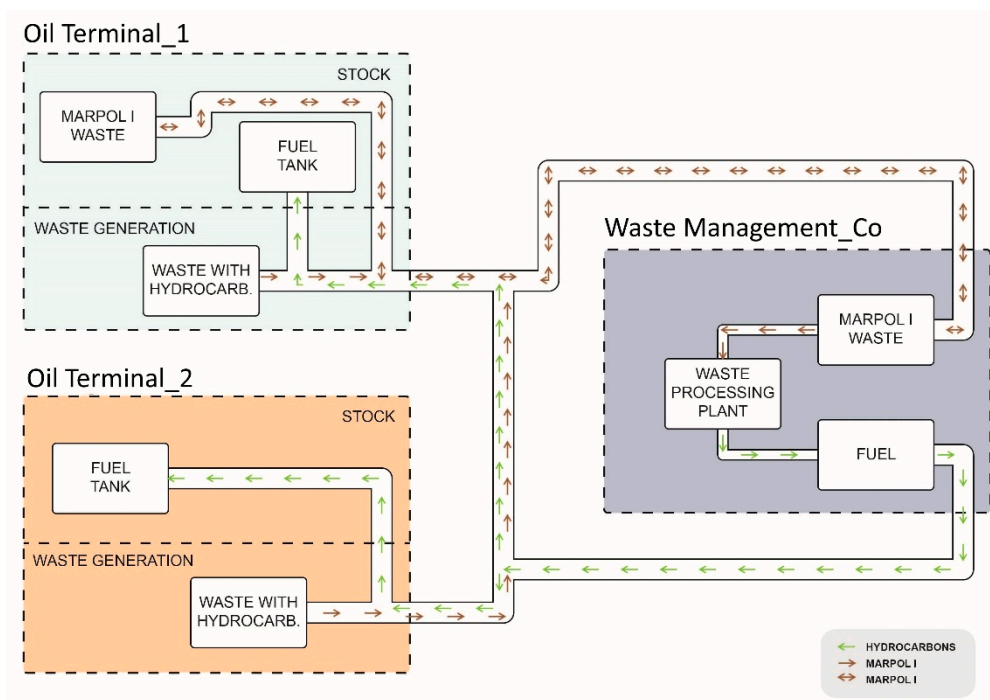 Oil Terminal_1
STOCK
MARPOL I
WASTE
FUEL
TANK
WASTE GENERATION
WASTE WITH
HYDROCARB.
Waste Management_Co
MARPOL I
WASTE
WASTE
PROCESSING
PLANT
FUEL
Oil Terminal_2
STOCK
FUEL
TANK
WASTE GENERATION
WASTE WITH
HYDROCARB.
HYDROCARBONS
MARPOL I
MARPOL I